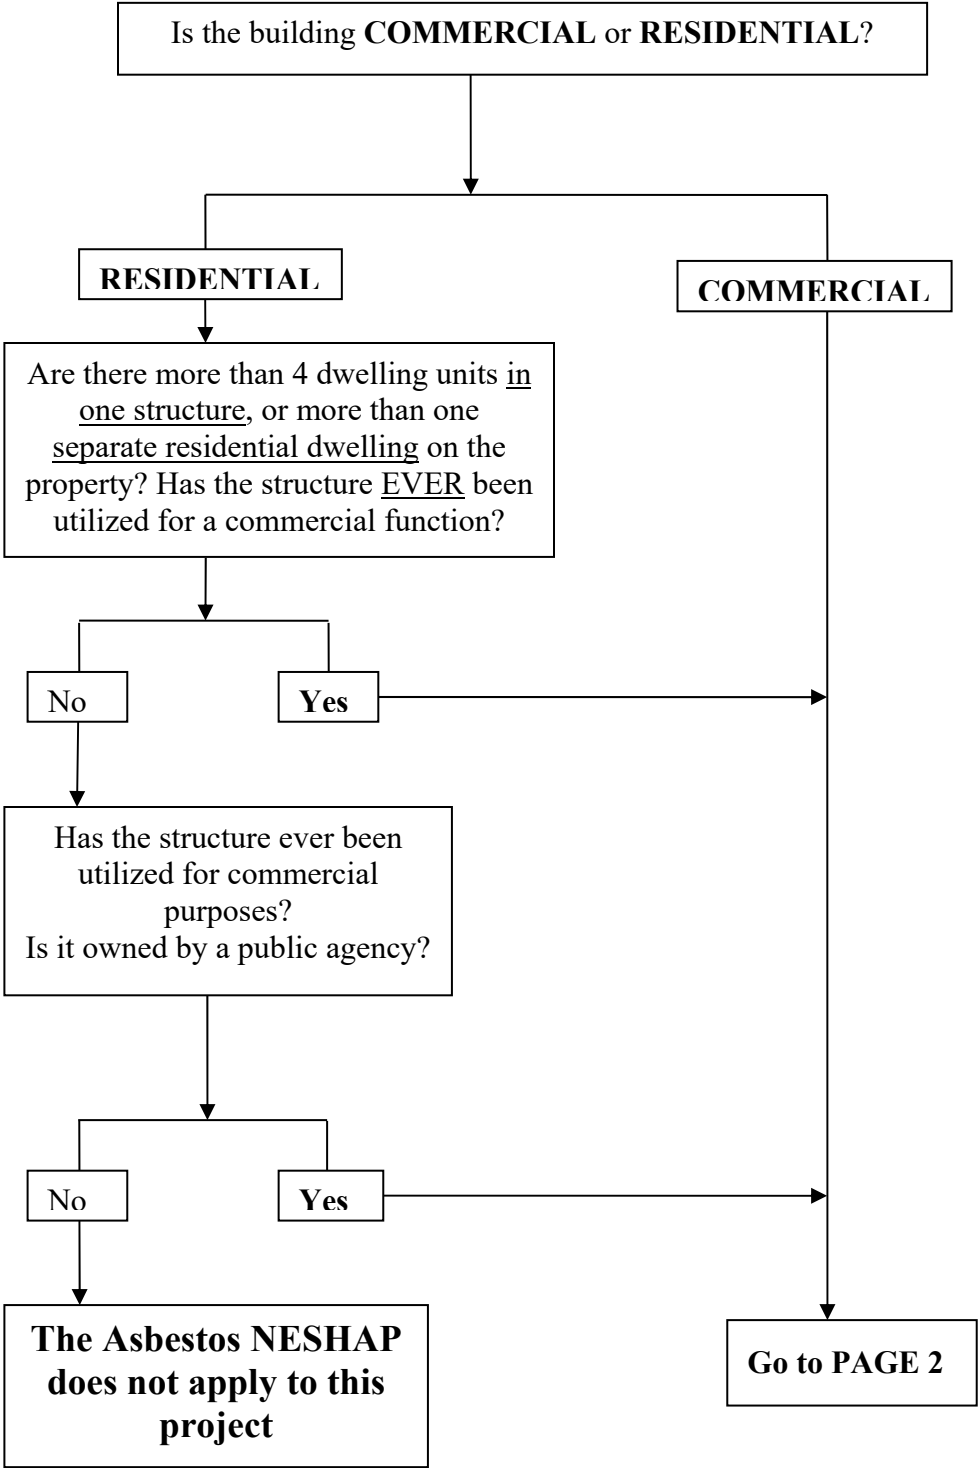 Is the building COMMERCIAL or RESIDENTIAL?
RESIDENTIAL
COMMERCIAL
Are there more than 4 dwelling units in
one structure, or more than one
separate residential dwelling on the
property? Has the structure EVER been
utilized for a commercial function?
No
Yes
Has the structure ever been
utilized for commercial
purposes?
Is it owned by a public agency?
No
Yes
The Asbestos NESHAP
does not apply to this
project
Go to PAGE 2